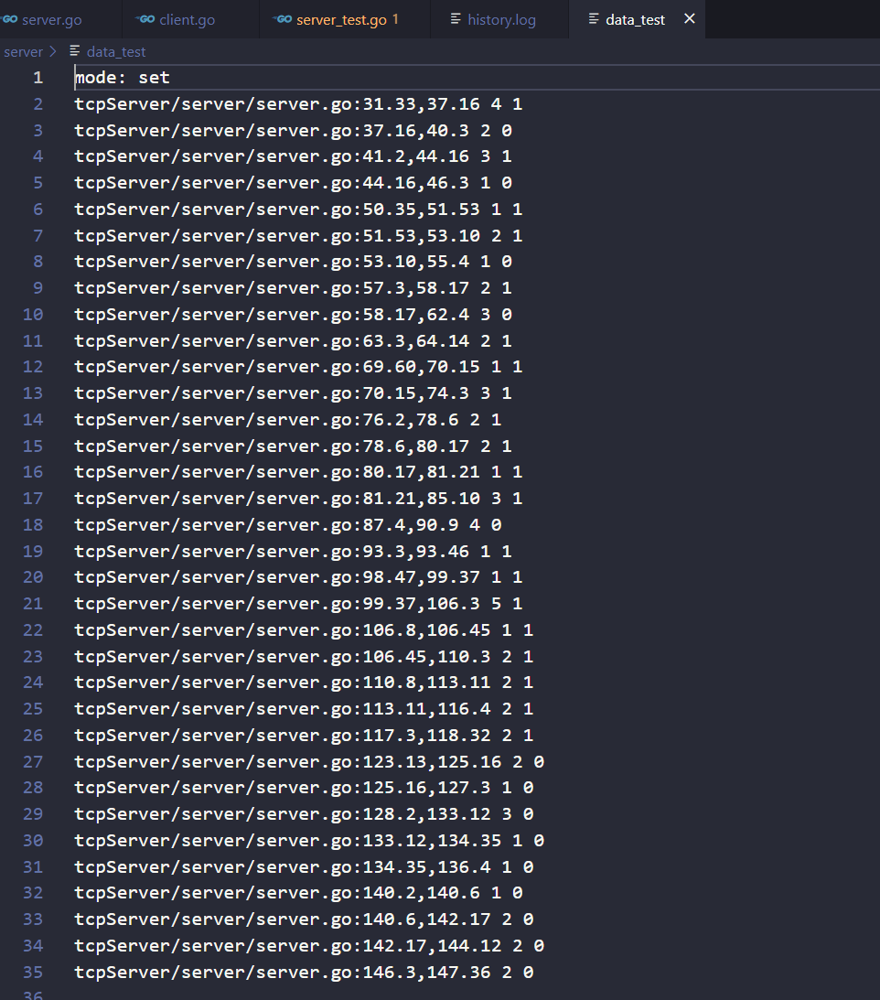 GO server.go GO client.go GO server_test.go 1 history.log data_test ×
server > data_test
1 mode: set
2 tcpServer/server/server.go:31.33,37.16 4 1
3 tcpServer/server/server.go:37.16,40.3 2 0
4 tcpServer/server/server.go:41.2,44.16 3 1
5 tcpServer/server/server.go:44.16,46.3 1 0
6 tcpServer/server/server.go:50.35,51.53 1 1
7 tcpServer/server/server.go:51.53,53.10 2 1
8 tcpServer/server/server.go:53.10,55.4 1 0
9 tcpServer/server/server.go:57.3,58.17 2 1
10 tcpServer/server/server.go:58.17,62.4 3 0
11 tcpServer/server/server.go:63.3,64.14 2 1
12 tcpServer/server/server.go:69.60,70.15 1 1
13 tcpServer/server/server.go:70.15,74.3 3 1
14 tcpServer/server/server.go:76.2,78.6 2 1
15 tcpServer/server/server.go:78.6,80.17 2 1
16 tcpServer/server/server.go:80.17,81.21 1 1
17 tcpServer/server/server.go:81.21,85.10 3 1
18 tcpServer/server/server.go:87.4,90.9 4 0
19 tcpServer/server/server.go:93.3,93.46 1 1
20 tcpServer/server/server.go:98.47,99.37 1 1
21 tcpServer/server/server.go:99.37,106.3 5 1
22 tcpServer/server/server.go:106.8,106.45 1 1
23 tcpServer/server/server.go:106.45,110.3 2 1
24 tcpServer/server/server.go:110.8,113.11 2 1
25 tcpServer/server/server.go:113.11,116.4 2 1
26 tcpServer/server/server.go:117.3,118.32 2 1
27 tcpServer/server/server.go:123.13,125.16 2 0
28 tcpServer/server/server.go:125.16,127.3 1 0
29 tcpServer/server/server.go:128.2,133.12 3 0
30 tcpServer/server/server.go:133.12,134.35 1 0
31 tcpServer/server/server.go:134.35,136.4 1 0
32 tcpServer/server/server.go:140.2,140.6 1 0
33 tcpServer/server/server.go:140.6,142.17 2 0
34 tcpServer/server/server.go:142.17,144.12 2 0
35 tcpServer/server/server.go:146.3,147.36 2 0
36